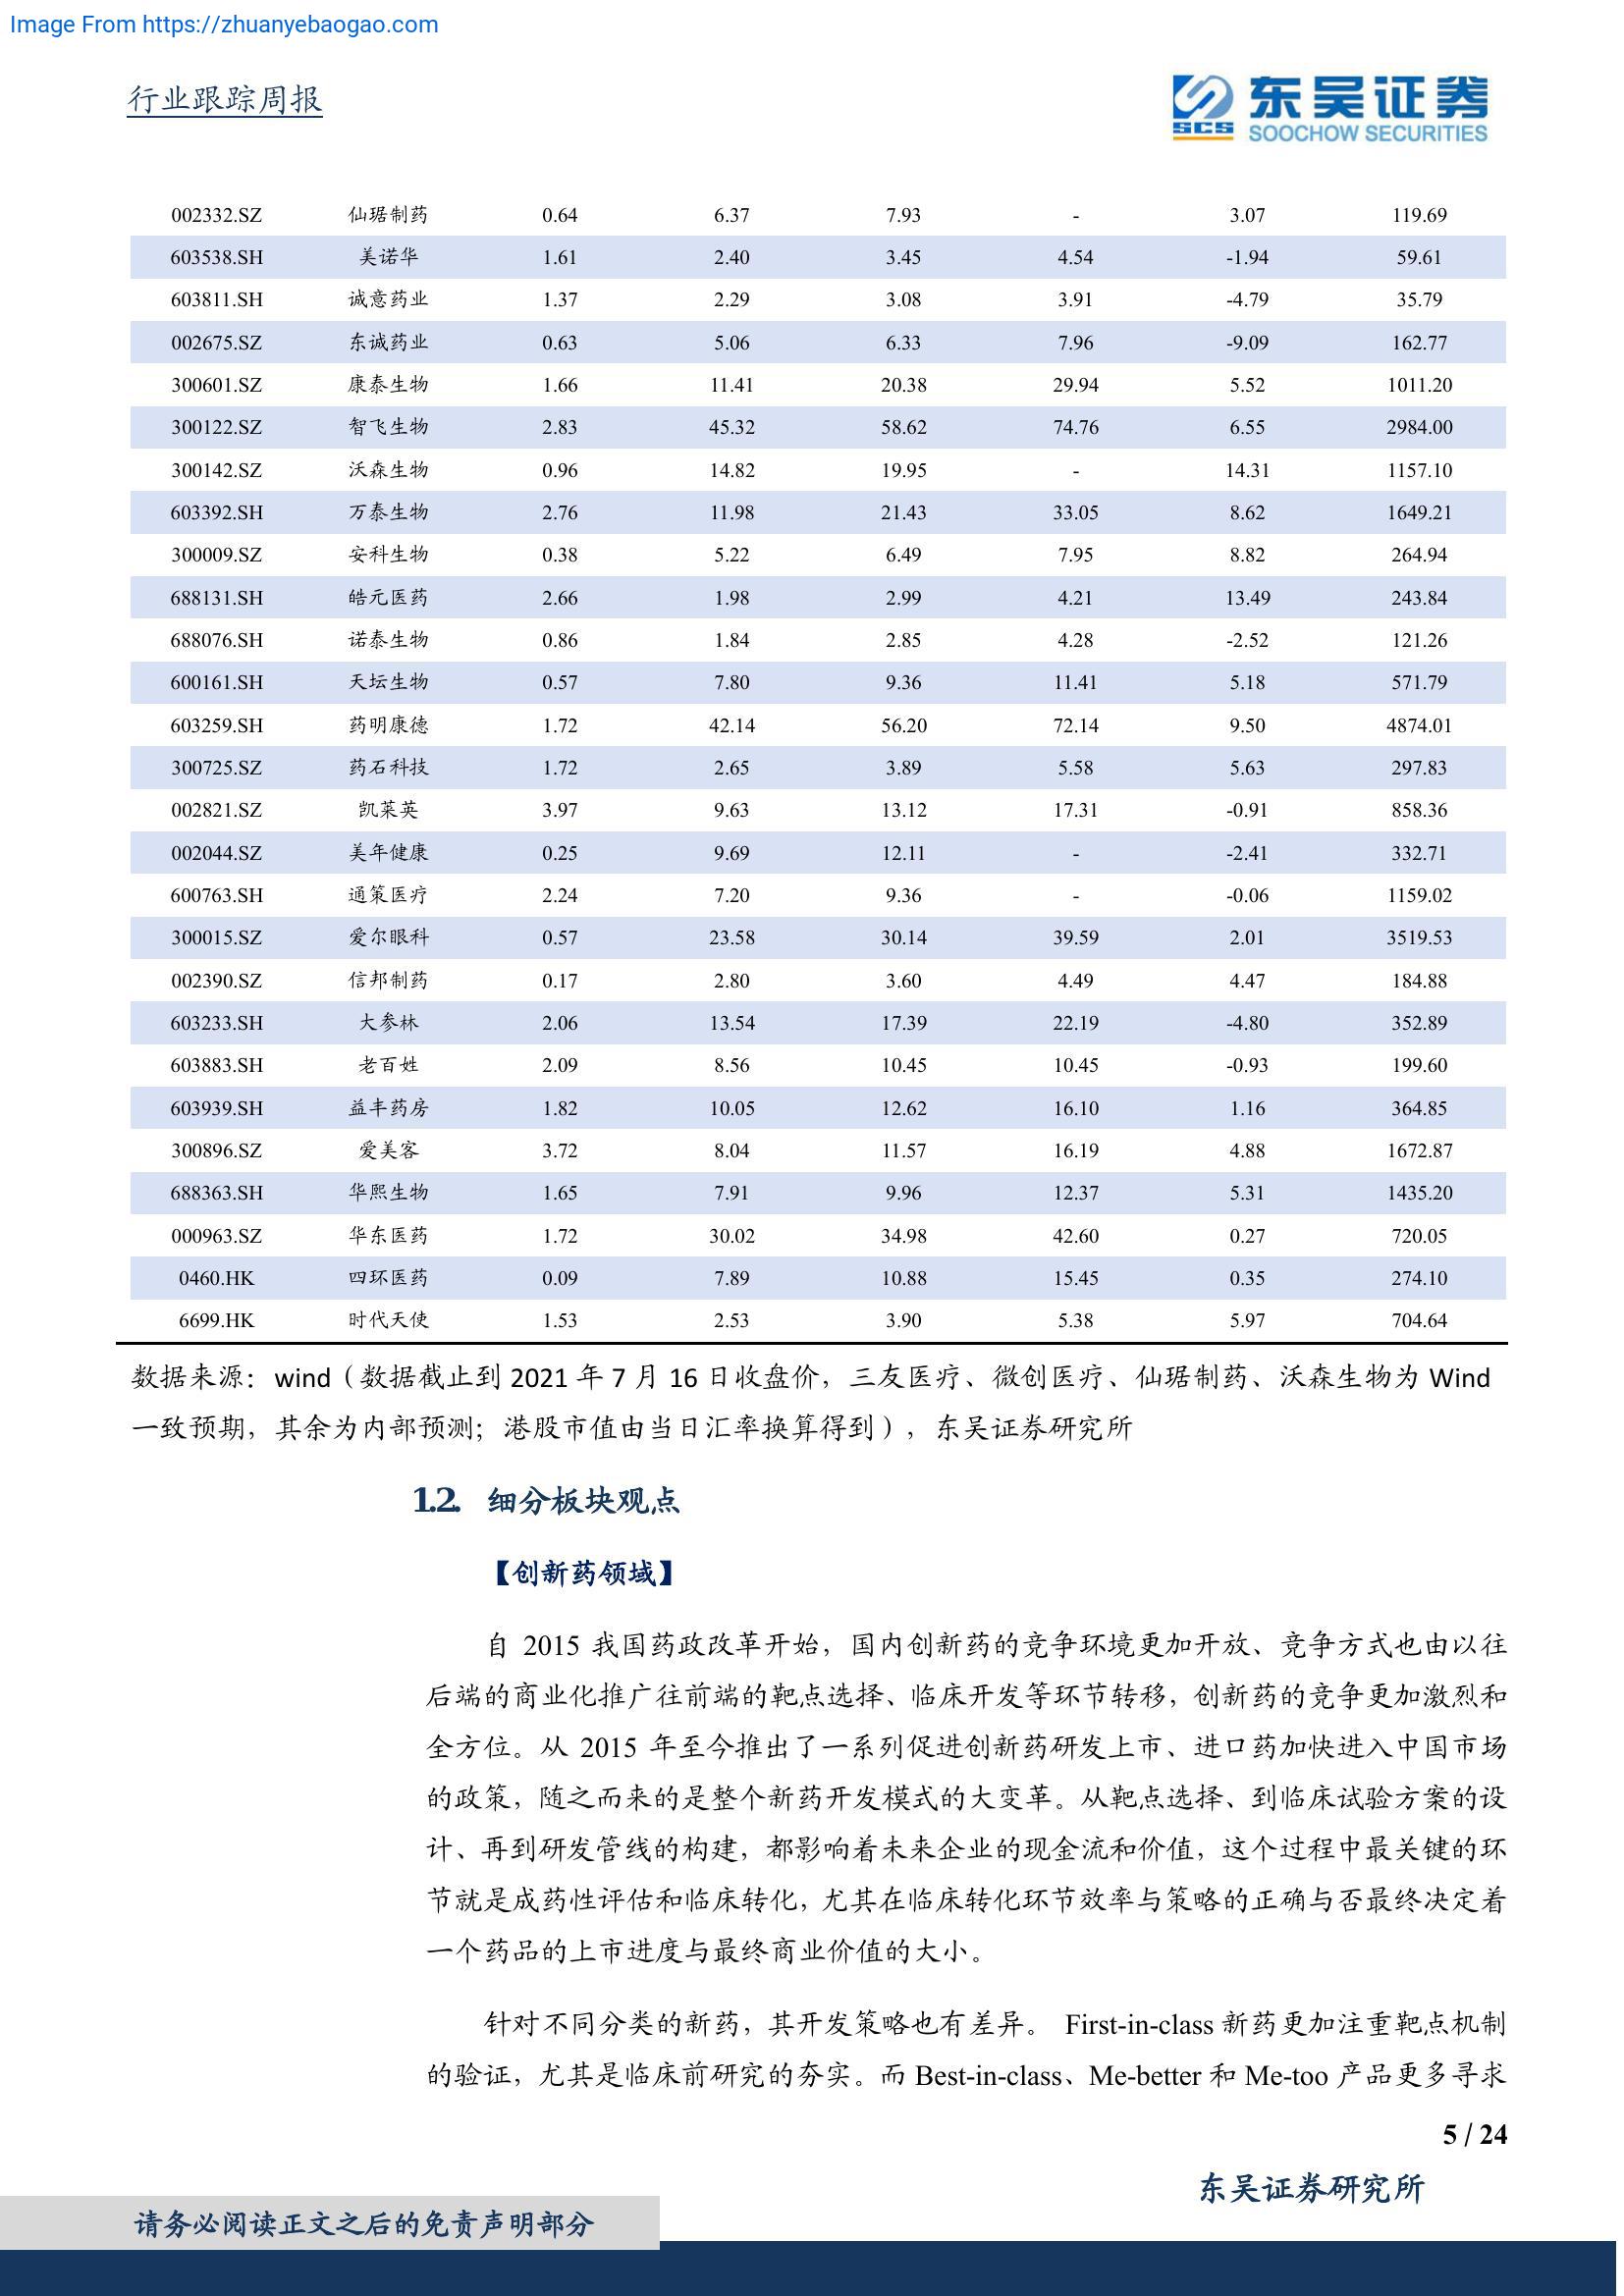 Image From https://zhuanyebaogao.com
行业跟踪周报
东吴证券
SCS
SOOCHOW SECURITIES
002332.SZ 仙琚制药 0.64 6.37 7.93 - 3.07 119.69
603538.SH 美诺华 1.61 2.40 3.45 4.54 -1.94 59.61
603811.SH 诚意药业 1.37 2.29 3.08 3.91 -4.79 35.79
002675.SZ 东诚药业 0.63 5.06 6.33 7.96 -9.09 162.77
300601.SZ 康泰生物 1.66 11.41 20.38 29.94 5.52 1011.20
300122.SZ 智飞生物 2.83 45.32 58.62 74.76 6.55 2984.00
300142.SZ 沃森生物 0.96 14.82 19.95 - 14.31 1157.10
603392.SH 万泰生物 2.76 11.98 21.43 33.05 8.62 1649.21
300009.SZ 安科生物 0.38 5.22 6.49 7.95 8.82 264.94
688131.SH 皓元医药 2.66 1.98 2.99 4.21 13.49 243.84
688076.SH 诺泰生物 0.86 1.84 2.85 4.28 -2.52 121.26
600161.SH 天坛生物 0.57 7.80 9.36 11.41 5.18 571.79
603259.SH 药明康德 1.72 42.14 56.20 72.14 9.50 4874.01
300725.SZ 药石科技 1.72 2.65 3.89 5.58 5.63 297.83
002821.SZ 凯莱英 3.97 9.63 13.12 17.31 -0.91 858.36
002044.SZ 美年健康 0.25 9.69 12.11 - -2.41 332.71
600763.SH 通策医疗 2.24 7.20 9.36 - -0.06 1159.02
300015.SZ 爱尔眼科 0.57 23.58 30.14 39.59 2.01 3519.53
002390.SZ 信邦制药 0.17 2.80 3.60 4.49 4.47 184.88
603233.SH 大参林 2.06 13.54 17.39 22.19 -4.80 352.89
603883.SH 老百姓 2.09 8.56 10.45 10.45 -0.93 199.60
603939.SH 益丰药房 1.82 10.05 12.62 16.10 1.16 364.85
300896.SZ 爱美客 3.72 8.04 11.57 16.19 4.88 1672.87
688363.SH 华熙生物 1.65 7.91 9.96 12.37 5.31 1435.20
000963.SZ 华东医药 1.72 30.02 34.98 42.60 0.27 720.05
0460.HK 四环医药 0.09 7.89 10.88 15.45 0.35 274.10
6699.HK 时代天使 1.53 2.53 3.90 5.38 5.97 704.64
数据来源：wind（数据截止到 2021 年 7 月 16 日收盘价，三友医疗、微创医疗、仙琚制药、沃森生物为 Wind
一致预期，其余为内部预测；港股市值由当日汇率换算得到），东吴证券研究所
1.2. 细分板块观点
【创新药领域】
自 2015 我国药政改革开始，国内创新药的竞争环境更加开放、竞争方式也由以往
后端的商业化推广往前端的靶点选择、临床开发等环节转移，创新药的竞争更加激烈和
全方位。从 2015 年至今推出了一系列促进创新药研发上市、进口药加快进入中国市场
的政策，随之而来的是整个新药开发模式的大变革。从靶点选择、到临床试验方案的设
计、再到研发管线的构建，都影响着未来企业的现金流和价值，这个过程中最关键的环
节就是成药性评估和临床转化，尤其在临床转化环节效率与策略的正确与否最终决定着
一个药品的上市进度与最终商业价值的大小。
针对不同分类的新药，其开发策略也有差异。 First-in-class 新药更加注重靶点机制
的验证，尤其是临床前研究的夯实。而 Best-in-class、Me-better 和 Me-too 产品更多寻求
5 / 24
东吴证券研究所
请务必阅读正文之后的免责声明部分